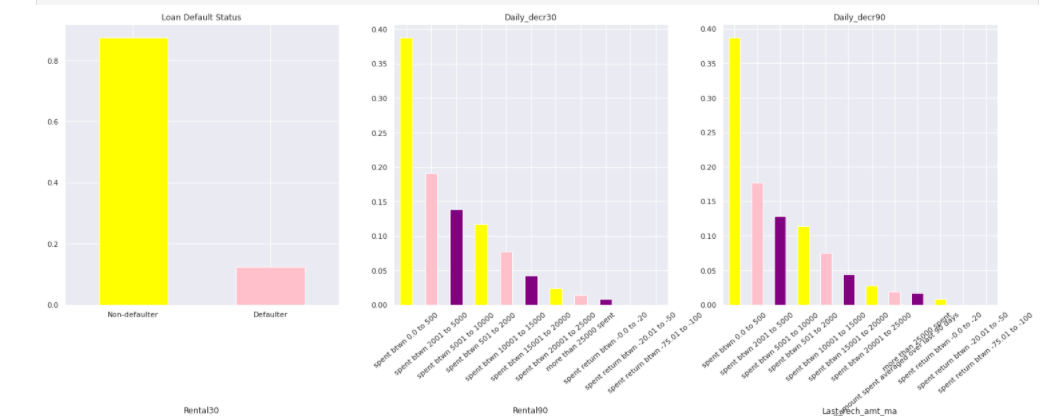 Loan Default Status
0.8
0.6
0.4
0.2
0.0
Non-defaulter
Defaulter
Daily_decr30
0.40
0.35
0.30
0.25
0.20
0.15
0.10
0.05
0.00
spent btwn 0.0 to 500
spent btwn 2001 to 5000
spent btwn 5001 to 10000
spent btwn 501 to 2000
spent btwn 10001 to 15000
spent btwn 15001 to 20000
spent btwn 20001 to 25000
more than 25000 spent
spent return btwn -0.0 to -20
spent return btwn -20.01 to -50
spent return btwn -75.01 to -100
Daily_decr90
0.40
0.35
0.30
0.25
0.20
0.15
0.10
0.05
0.00
spent btwn 0.0 to 500
spent btwn 2001 to 5000
spent btwn 5001 to 10000
spent btwn 501 to 2000
spent btwn 10001 to 15000
spent btwn 15001 to 20000
spent btwn 20001 to 25000
more than 25000 spent
amount spent averaged over last 90 days
spent return btwn -0.0 to -20
spent return btwn -20.01 to -50
spent return btwn -75.01 to -100
Rental30
Rental90
Last_rech_amt_ma